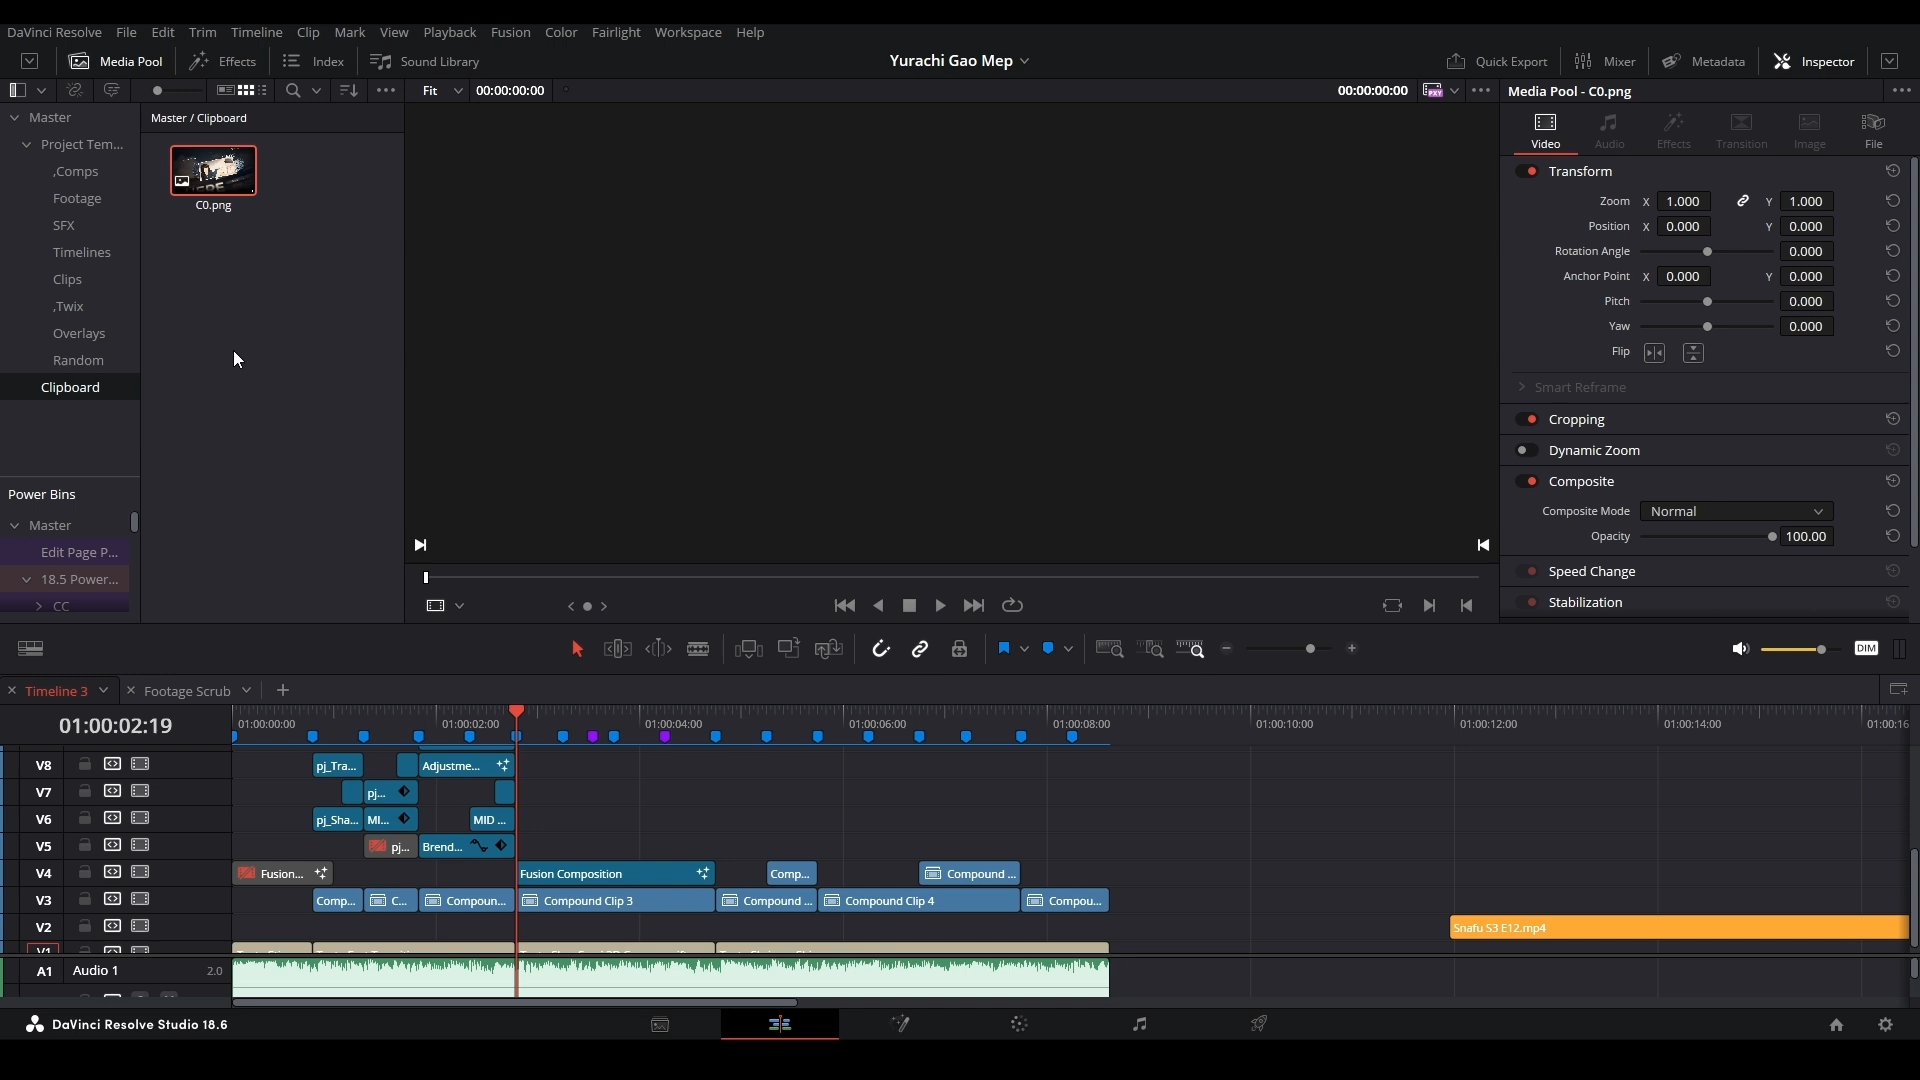 DaVinci Resolve File Edit Trim Timeline Clip Mark View Playback Fusion Color Fairlight Workspace Help
Media Pool Effects Index Sound Library Yurachi Gao Mep Quick Export Mixer Metadata Inspector
Fit 00:00:00:00 00:00:00:00 PXY Media Pool - C0.png
Master
Project Tem...
,Comps
Footage
SFX
Timelines
Clips
,Twix
Overlays
Random
Clipboard
Power Bins
Master
Edit Page P...
18.5 Power...
CC
Master / Clipboard
C0.png
Video Audio Effects Transition Image File
Transform
Zoom X 1.000 Y 1.000
Position X 0.000 Y 0.000
Rotation Angle 0.000
Anchor Point X 0.000 Y 0.000
Pitch 0.000
Yaw 0.000
Flip
Smart Reframe
Cropping
Dynamic Zoom
Composite
Composite Mode Normal
Opacity 100.00
Speed Change
Stabilization
DIM
Timeline 3 Footage Scrub
01:00:02:19 01:00:00:00 01:00:02:00 01:00:04:00 01:00:06:00 01:00:08:00 01:00:10:00 01:00:12:00 01:00:14:00 01:00:16
V8 pj_Tra... Adjustme...
V7 pj...
V6 pj_Sha... MI... MID ...
V5 pj... Brend...
V4 Fusion... Fusion Composition Comp... Compound ...
V3 Comp... C... Compoun... Compound Clip 3 Compound ... Compound Clip 4 Compou...
V2 Snafu S3 E12.mp4
V1
A1 Audio 1 2.0
DaVinci Resolve Studio 18.6